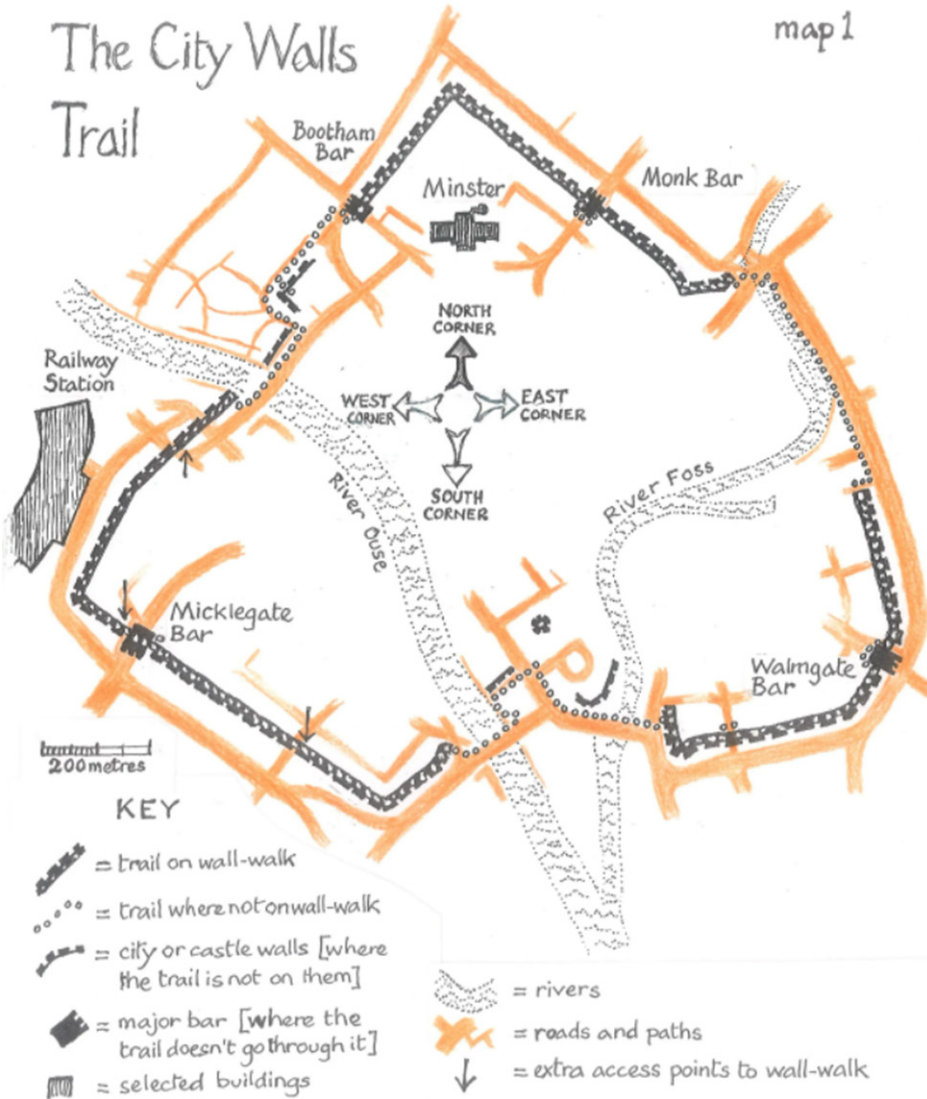 The City Walls
Trail
map 1
Bootham
Bar
Minster
Monk Bar
NORTH
CORNER
Railway
Station
WEST
CORNER
EAST
CORNER
SOUTH
CORNER
River Ouse
River Foss
Micklegate
Bar
Walmgate
Bar
200 metres
KEY
= trail on wall-walk
= trail where not on wall-walk
= city or castle walls [where
the trail is not on them]
= major bar [where the
trail doesn't go through it]
= selected buildings
= rivers
= roads and paths
= extra access points to wall-walk